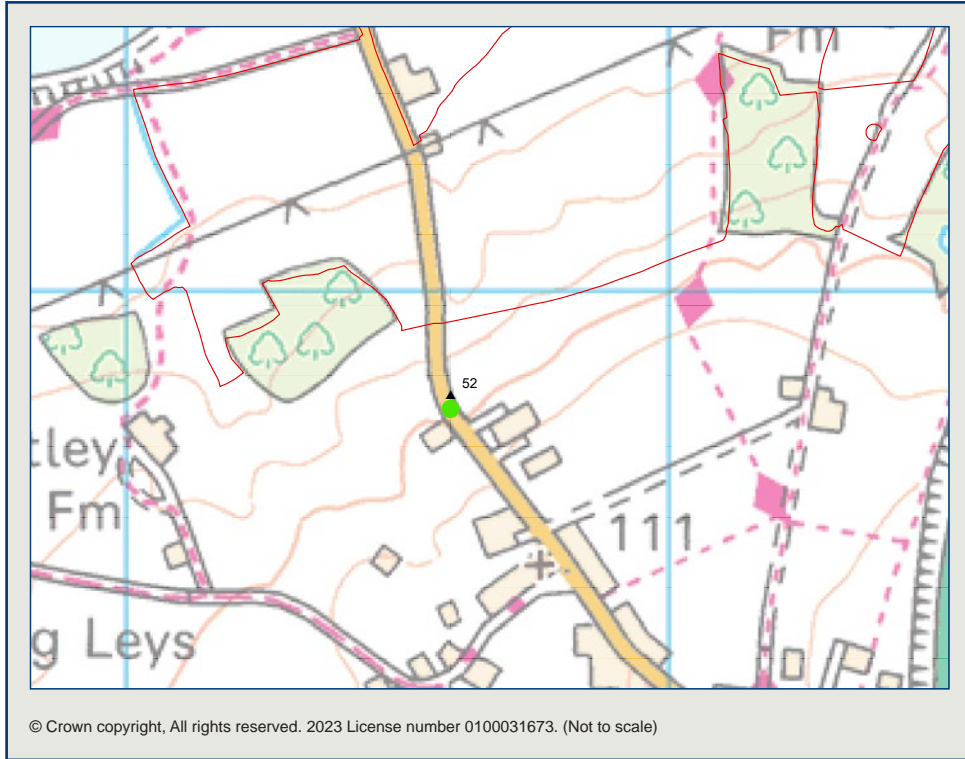 Fm
52
tley
Fm
111
g Leys
© Crown copyright, All rights reserved. 2023 License number 0100031673. (Not to scale)